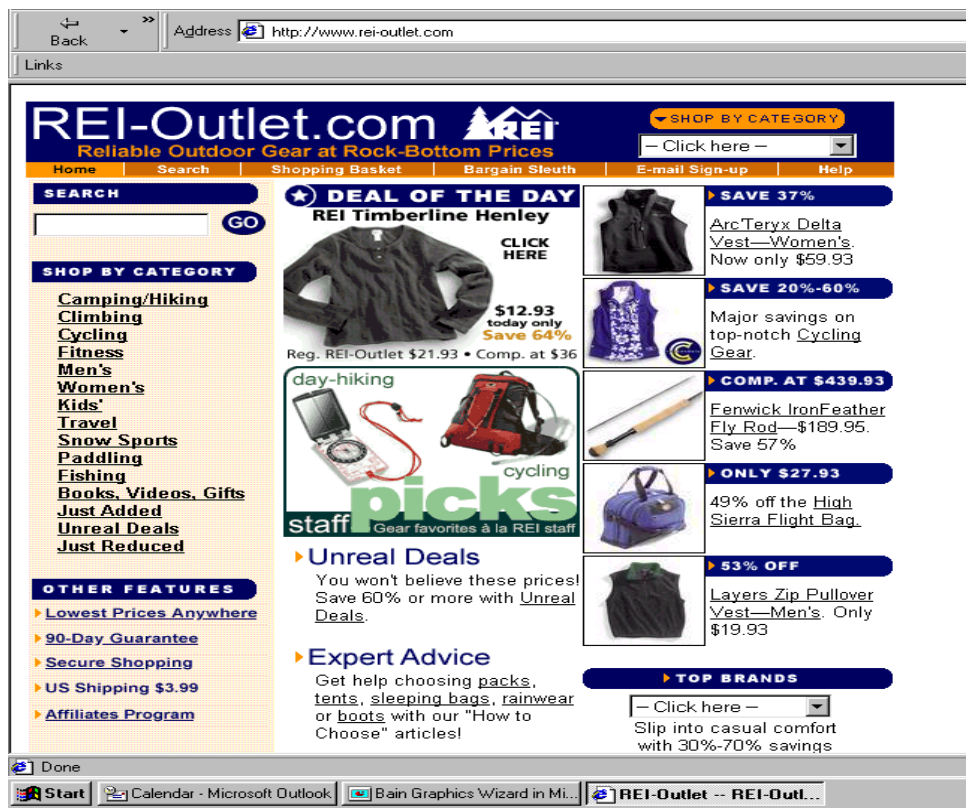 Back
»
Address http://www.rei-outlet.com
Links
REI-Outlet.com REI
Reliable Outdoor Gear at Rock-Bottom Prices
SHOP BY CATEGORY
– Click here –
Home Search Shopping Basket Bargain Sleuth E-mail Sign-up Help
SEARCH
GO
SHOP BY CATEGORY
Camping/Hiking
Climbing
Cycling
Fitness
Men's
Women's
Kids'
Travel
Snow Sports
Paddling
Fishing
Books, Videos, Gifts
Just Added
Unreal Deals
Just Reduced
OTHER FEATURES
Lowest Prices Anywhere
90-Day Guarantee
Secure Shopping
US Shipping $3.99
Affiliates Program
DEAL OF THE DAY
REI Timberline Henley
CLICK
HERE
$12.93
today only
Save 64%
Reg. REI-Outlet $21.93 • Comp. at $36
day-hiking
cycling
picks
staff Gear favorites à la REI staff
Unreal Deals
You won't believe these prices!
Save 60% or more with Unreal
Deals.
Expert Advice
Get help choosing packs,
tents, sleeping bags, rainwear
or boots with our "How to
Choose" articles!
SAVE 37%
Arc'Teryx Delta
Vest—Women's.
Now only $59.93
SAVE 20%-60%
Major savings on
top-notch Cycling
Gear.
COMP. AT $439.93
Fenwick IronFeather
Fly Rod—$189.95.
Save 57%
ONLY $27.93
49% off the High
Sierra Flight Bag.
53% OFF
Layers Zip Pullover
Vest—Men's. Only
$19.93
TOP BRANDS
– Click here –
Slip into casual comfort
with 30%-70% savings
Done
Start Calendar - Microsoft Outlook Bain Graphics Wizard in Mi... REI-Outlet -- REI-Outl...